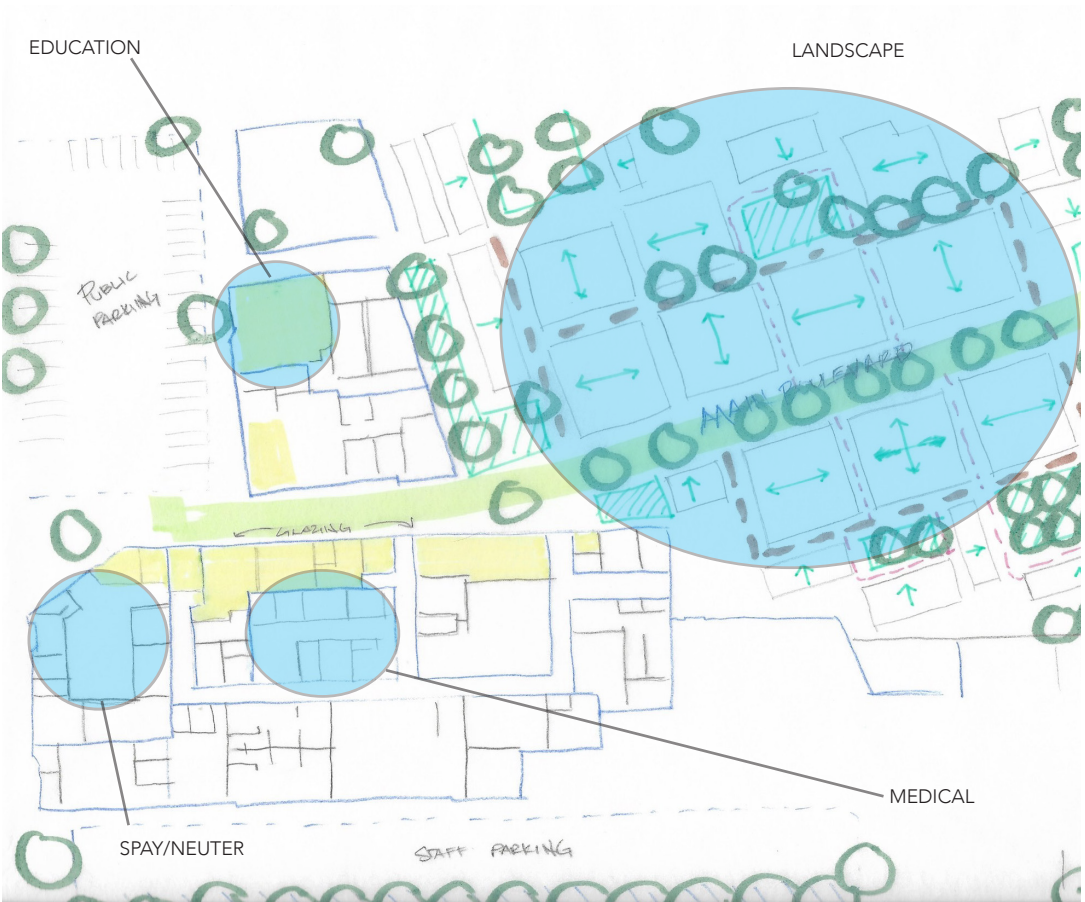 EDUCATION
LANDSCAPE
PUBLIC
PARKING
MAIN BOULEVARD
GLAZING
MEDICAL
SPAY/NEUTER
STAFF PARKING